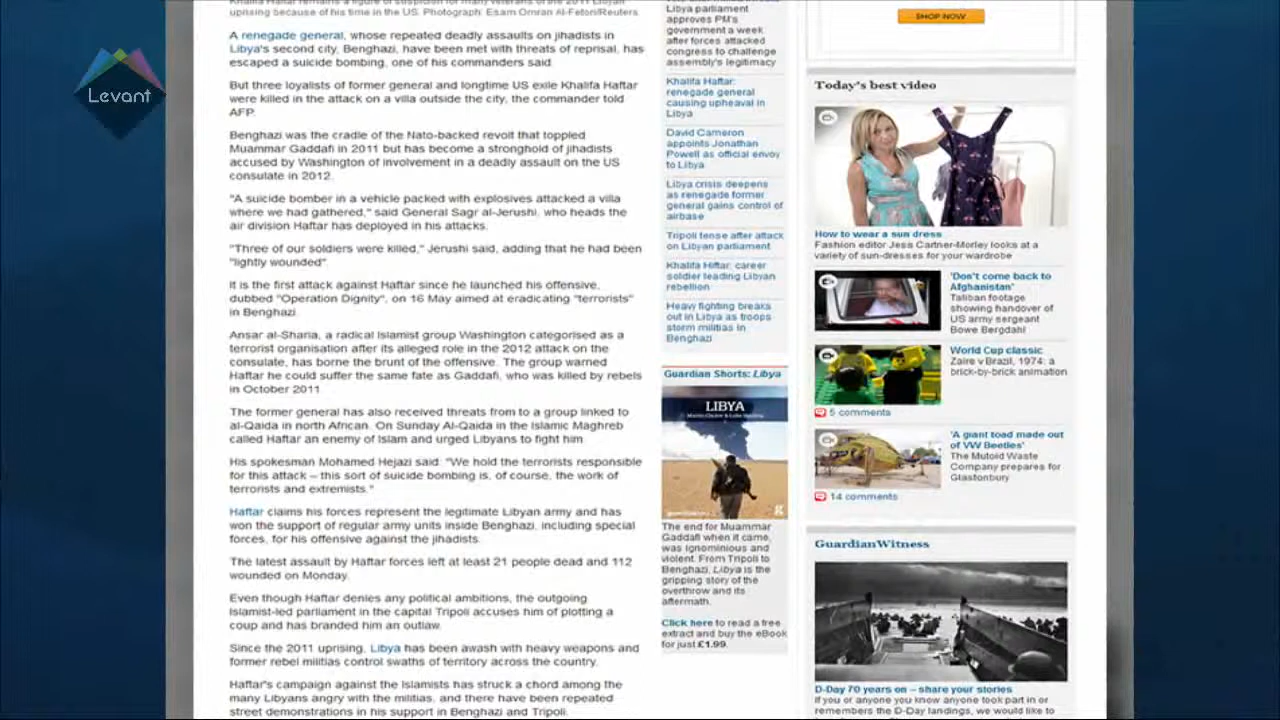 Khalifa Haftar remains a figure of suspicion for many veterans of the 2011 Libyan
uprising because of his time in the US. Photograph: Esam Omran Al-Fetori/Reuters
A renegade general, whose repeated deadly assaults on jihadists in
Libya's second city, Benghazi, have been met with threats of reprisal, has
escaped a suicide bombing, one of his commanders said.
But three loyalists of former general and longtime US exile Khalifa Haftar
were killed in the attack on a villa outside the city, the commander told
AFP.
Benghazi was the cradle of the Nato-backed revolt that toppled
Muammar Gaddafi in 2011 but has become a stronghold of jihadists
accused by Washington of involvement in a deadly assault on the US
consulate in 2012.
"A suicide bomber in a vehicle packed with explosives attacked a villa
where we had gathered," said General Sagr al-Jerushi, who heads the
air division Haftar has deployed in his attacks.
"Three of our soldiers were killed," Jerushi said, adding that he had been
"lightly wounded".
It is the first attack against Haftar since he launched his offensive,
dubbed "Operation Dignity", on 16 May aimed at eradicating "terrorists"
in Benghazi.
Ansar al-Sharia, a radical Islamist group Washington categorised as a
terrorist organisation after its alleged role in the 2012 attack on the
consulate, has borne the brunt of the offensive. The group warned
Haftar he could suffer the same fate as Gaddafi, who was killed by rebels
in October 2011.
The former general has also received threats from to a group linked to
al-Qaida in north African. On Sunday Al-Qaida in the Islamic Maghreb
called Haftar an enemy of Islam and urged Libyans to fight him.
His spokesman Mohamed Hejazi said: "We hold the terrorists responsible
for this attack – this sort of suicide bombing is, of course, the work of
terrorists and extremists."
Haftar claims his forces represent the legitimate Libyan army and has
won the support of regular army units inside Benghazi, including special
forces, for his offensive against the jihadists.
The latest assault by Haftar forces left at least 21 people dead and 112
wounded on Monday.
Even though Haftar denies any political ambitions, the outgoing
Islamist-led parliament in the capital Tripoli accuses him of plotting a
coup and has branded him an outlaw.
Since the 2011 uprising, Libya has been awash with heavy weapons and
former rebel militias control swaths of territory across the country.
Haftar's campaign against the Islamists has struck a chord among the
many Libyans angry with the militias, and there have been repeated
street demonstrations in his support in Benghazi and Tripoli.
Levant
Libya parliament
approves PM's
government a week
after forces attacked
congress to challenge
assembly's legitimacy
Khalifa Haftar:
renegade general
causing upheaval in
Libya
David Cameron
appoints Jonathan
Powell as official envoy
to Libya
Libya crisis deepens
as renegade former
general gains control of
airbase
Tripoli tense after attack
on Libyan parliament
Khalifa Hiftar: career
soldier leading Libyan
rebellion
Heavy fighting breaks
out in Libya as troops
storm militias in
Benghazi
Guardian Shorts: Libya
LIBYA
g
The end for Muammar
Gaddafi when it came,
was ignominious and
violent. From Tripoli to
Benghazi, Libya is the
gripping story of the
overthrow and its
aftermath.
Click here to read a free
extract and buy the eBook
for just £1.99.
SHOP NOW
Today's best video
How to wear a sun dress
Fashion editor Jess Cartner-Morley looks at a
variety of sun-dresses for your wardrobe
'Don't come back to
Afghanistan'
Taliban footage
showing handover of
US army sergeant
Bowe Bergdahl
World Cup classic
Zaire v Brazil, 1974: a
brick-by-brick animation
5 comments
'A giant toad made out
of VW Beetles'
The Mutoid Waste
Company prepares for
Glastonbury
14 comments
GuardianWitness
D-Day 70 years on – share your stories
If you or anyone you know anyone took part in or
remembers the D-Day landings, we would like to